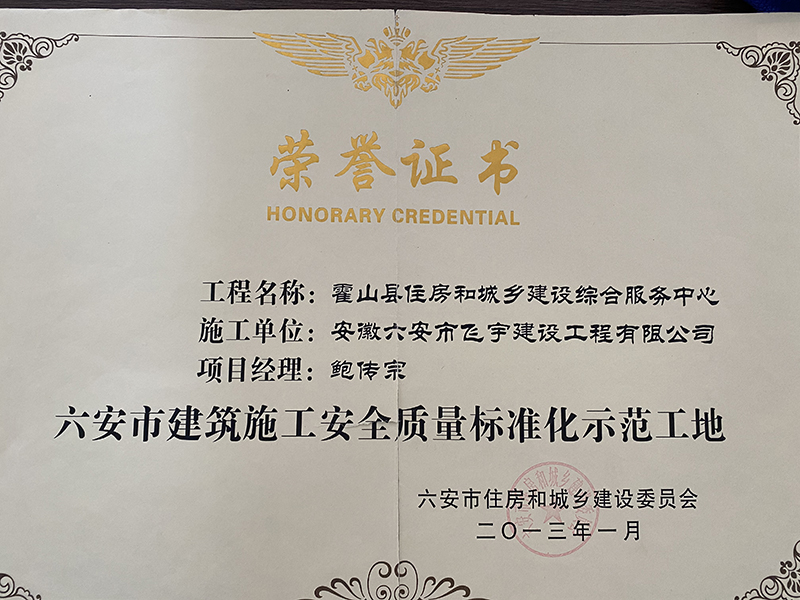 荣誉证书
HONORARY CREDENTIAL
工程名称：霍山县住房和城乡建设综合服务中心
施工单位：安徽六安市飞宇建设工程有限公司
项目经理：鲍传宗
六安市建筑施工安全质量标准化示范工地
六安市住房和城乡建设委员会
二〇一三年一月